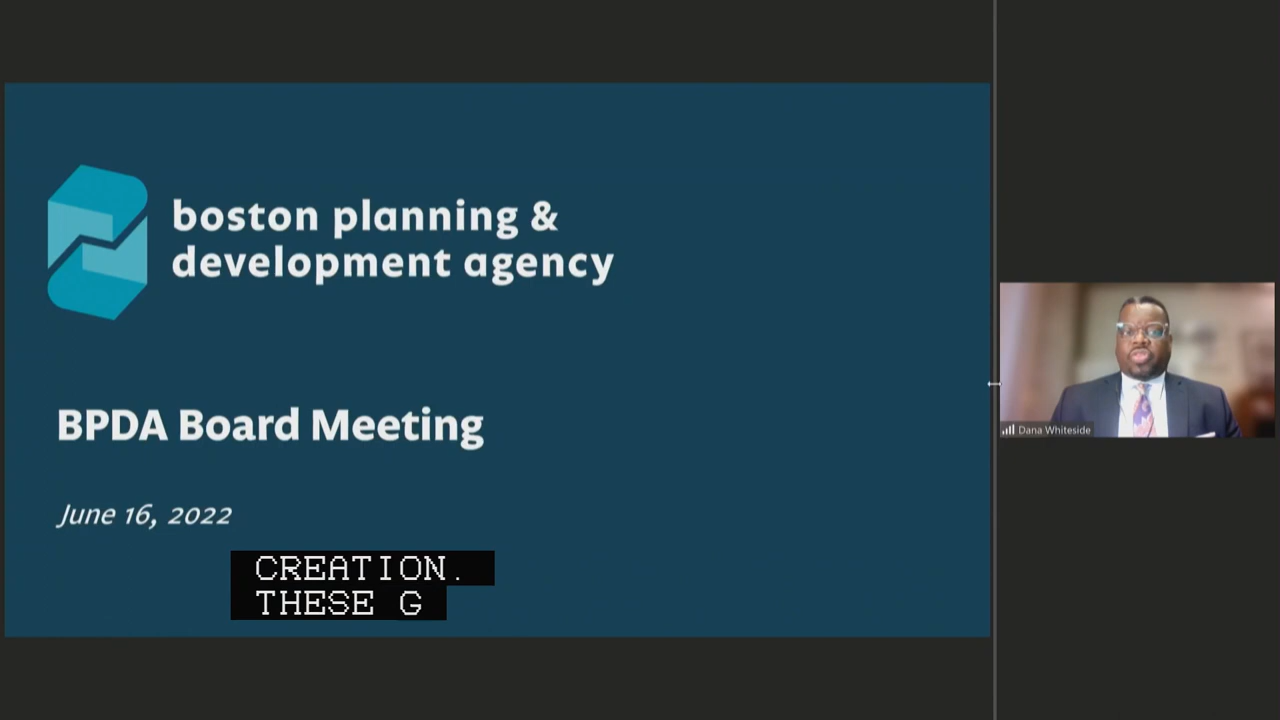 boston planning &
development agency
BPDA Board Meeting
June 16, 2022
CREATION.
THESE G
Dana Whiteside